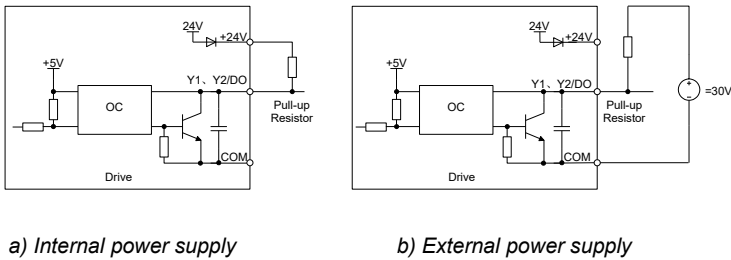 24V
+24V
+5V
Y1、Y2/DO
OC
Pull-up
Resistor
COM
Drive
24V
+24V
+5V
Y1、Y2/DO
OC
Pull-up
Resistor
=30V
COM
Drive
a) Internal power supply
b) External power supply